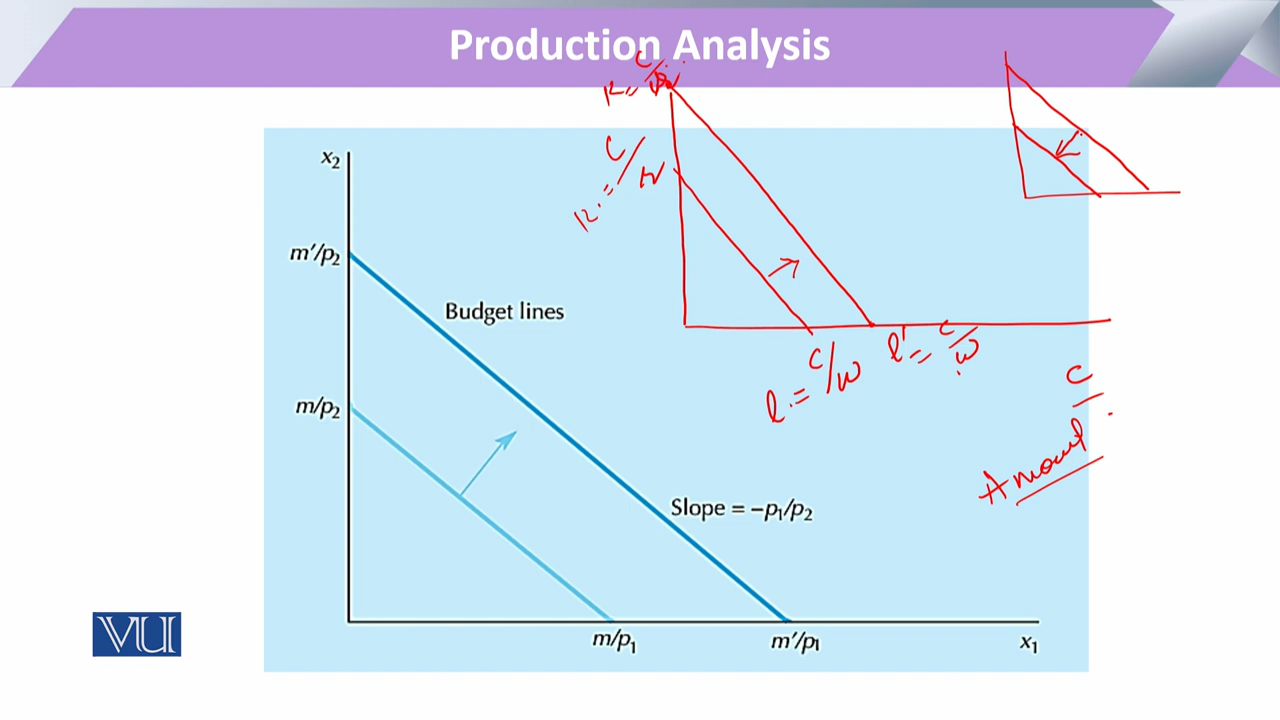 Production Analysis
x₂
m′/p₂
Budget lines
m/p₂
Slope = –p₁/p₂
m/p₁
m′/p₁
x₁
VU
K = C/
K = C/r
l = C/w
l' = C/w
C
Amount